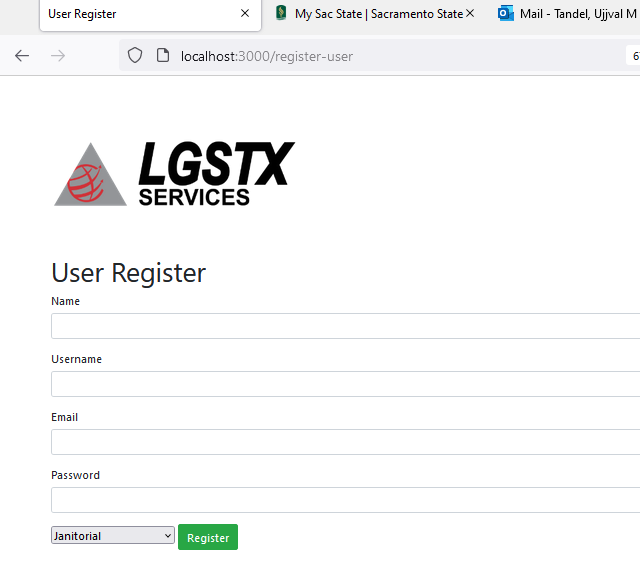 User Register
My Sac State | Sacramento State
Mail - Tandel, Ujjval M
localhost:3000/register-user
LGSTX
SERVICES
User Register
Name
Username
Email
Password
Janitorial
Register